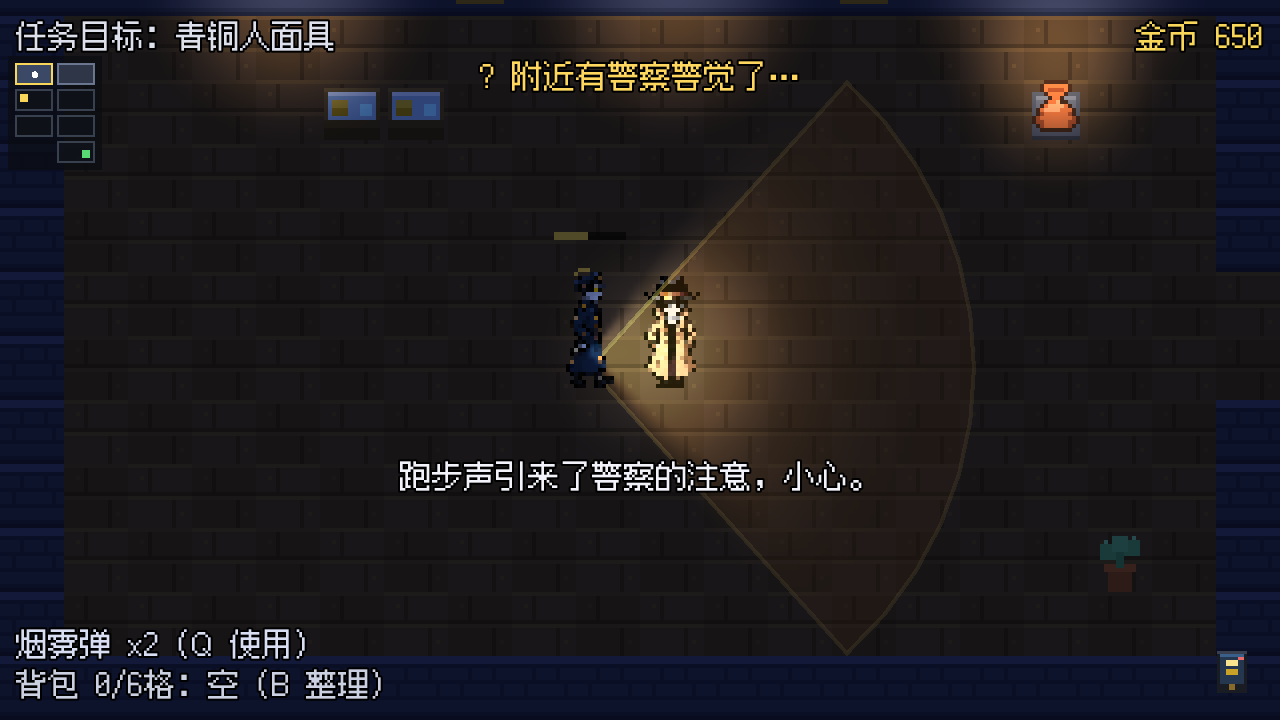 任务目标：青铜人面具
金币 650
？附近有警察警觉了…
跑步声引来了警察的注意，小心。
烟雾弹 x2（Q 使用）
背包 0/6格：空（B 整理）